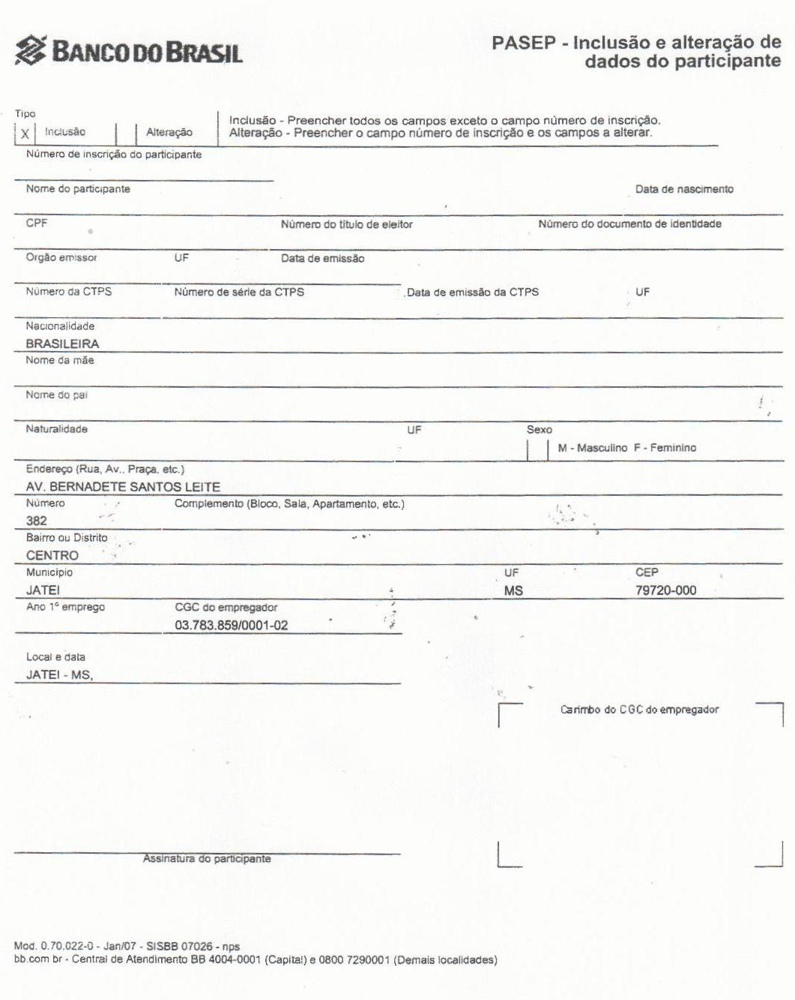 BANCO DO BRASIL
PASEP - Inclusão e alteração de
dados do participante
Tipo
X Inclusão Alteração
Inclusão - Preencher todos os campos exceto o campo número de inscrição.
Alteração - Preencher o campo número de inscrição e os campos a alterar.
Número de inscrição do participante
Nome do participante Data de nascimento
CPF Número do título de eleitor Número do documento de identidade
Orgão emissor UF Data de emissão
Número da CTPS Número de série da CTPS Data de emissão da CTPS UF
Nacionalidade
BRASILEIRA
Nome da mãe
Nome do pai
Naturalidade UF Sexo
M - Masculino F - Feminino
Endereço (Rua, Av., Praça, etc.)
AV. BERNADETE SANTOS LEITE
Número Complemento (Bloco, Sala, Apartamento, etc.)
382
Bairro ou Distrito
CENTRO
Município UF CEP
JATEI MS 79720-000
Ano 1º emprego CGC do empregador
03.783.859/0001-02
Local e data
JATEI - MS,
Carimbo do CGC do empregador
Assinatura do participante
Mod. 0.70.022-0 - Jan/07 - SISBB 07026 - nps
bb.com br - Central de Atendimento BB 4004-0001 (Capital) e 0800 7290001 (Demais localidades)